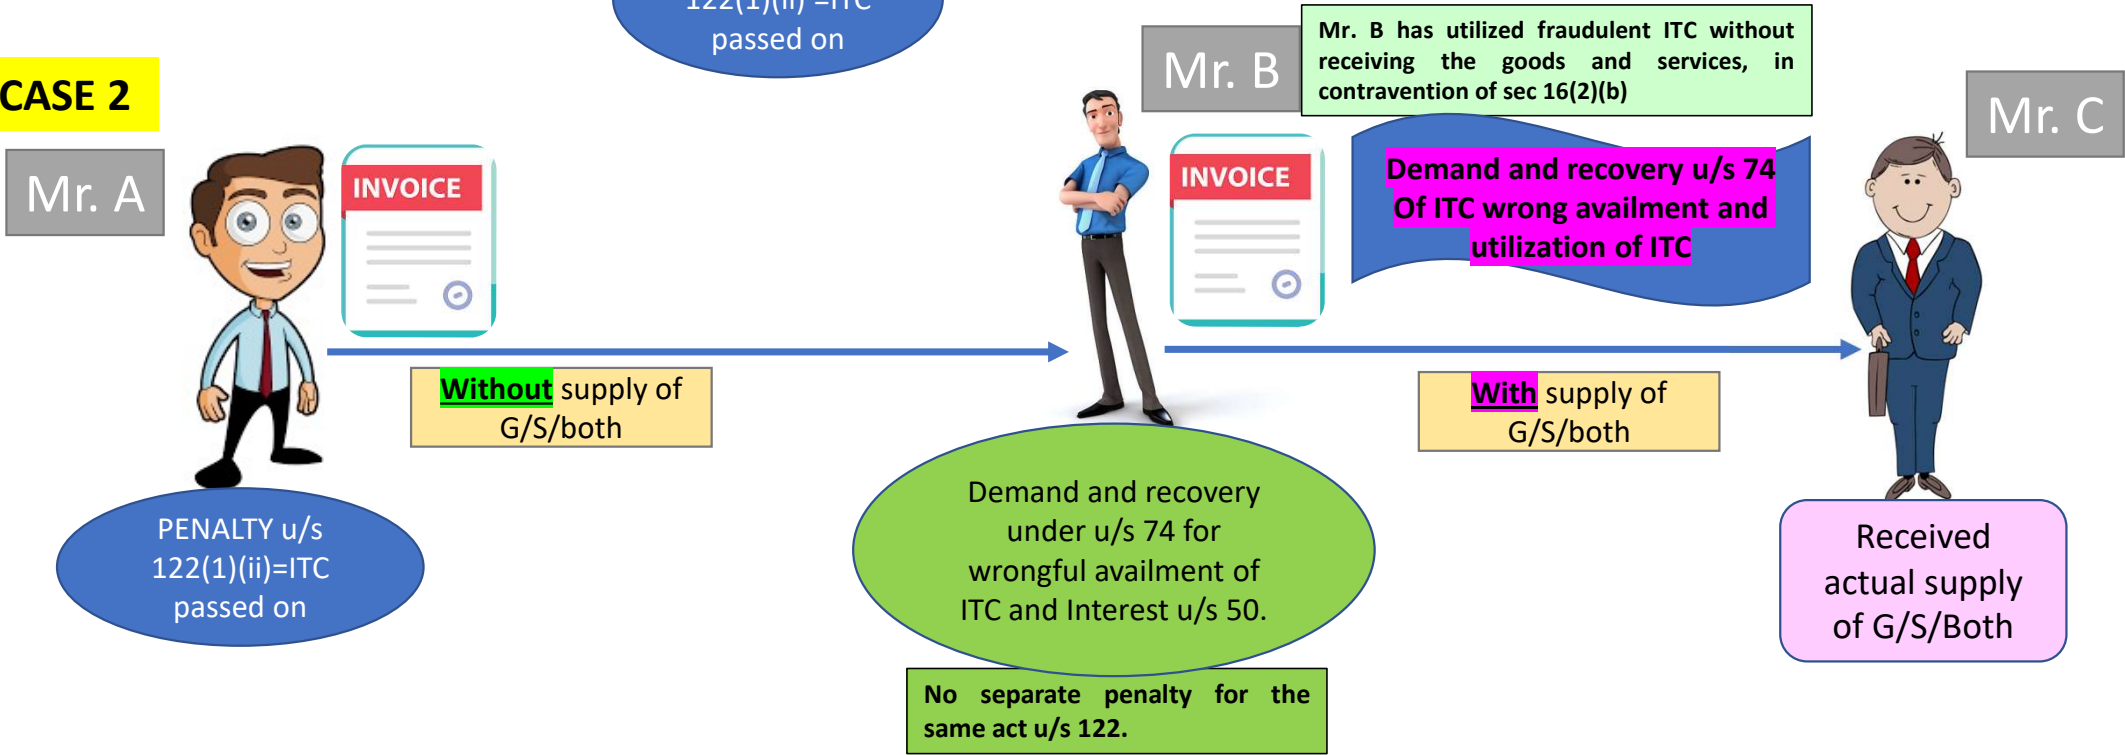 122(1)(ii) =ITC
passed on
CASE 2
Mr. A
INVOICE
Without supply of
G/S/both
PENALTY u/s
122(1)(ii)=ITC
passed on
Mr. B
Mr. B has utilized fraudulent ITC without
receiving the goods and services, in
contravention of sec 16(2)(b)
INVOICE
Demand and recovery u/s 74
Of ITC wrong availment and
utilization of ITC
With supply of
G/S/both
Demand and recovery
under u/s 74 for
wrongful availment of
ITC and Interest u/s 50.
No separate penalty for the
same act u/s 122.
Mr. C
Received
actual supply
of G/S/Both